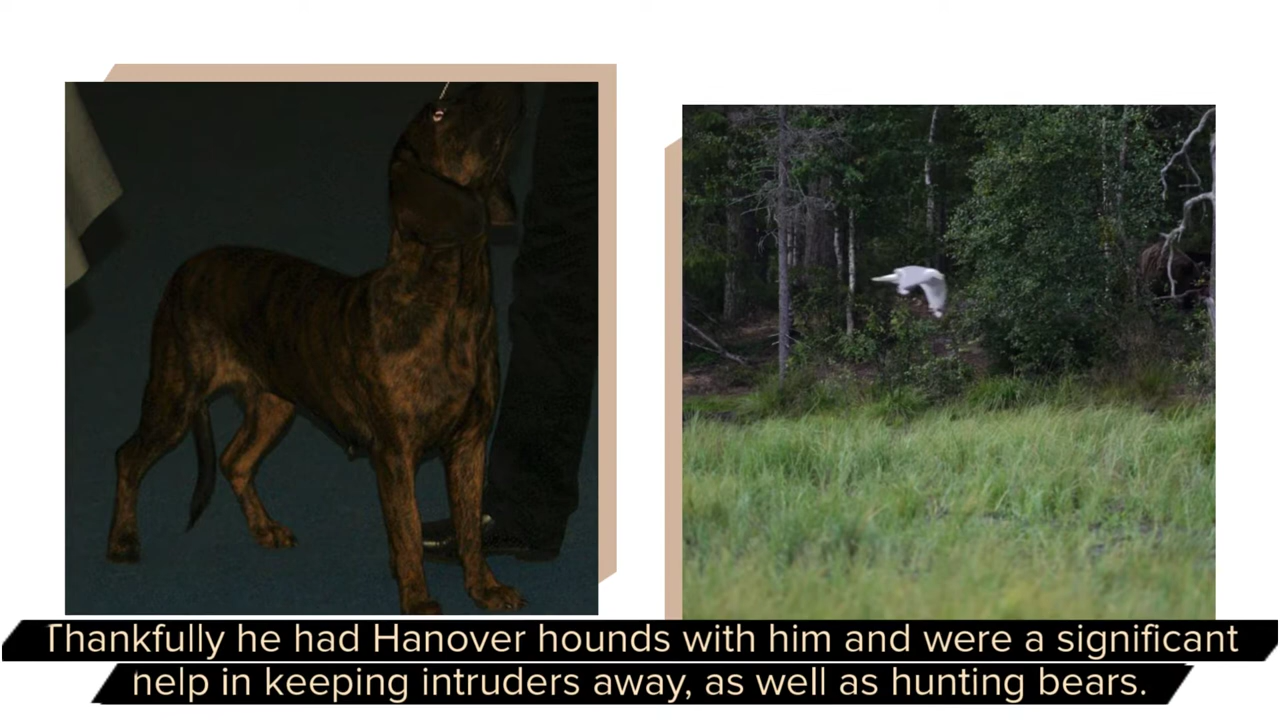 Thankfully he had Hanover hounds with him and were a significant
help in keeping intruders away, as well as hunting bears.